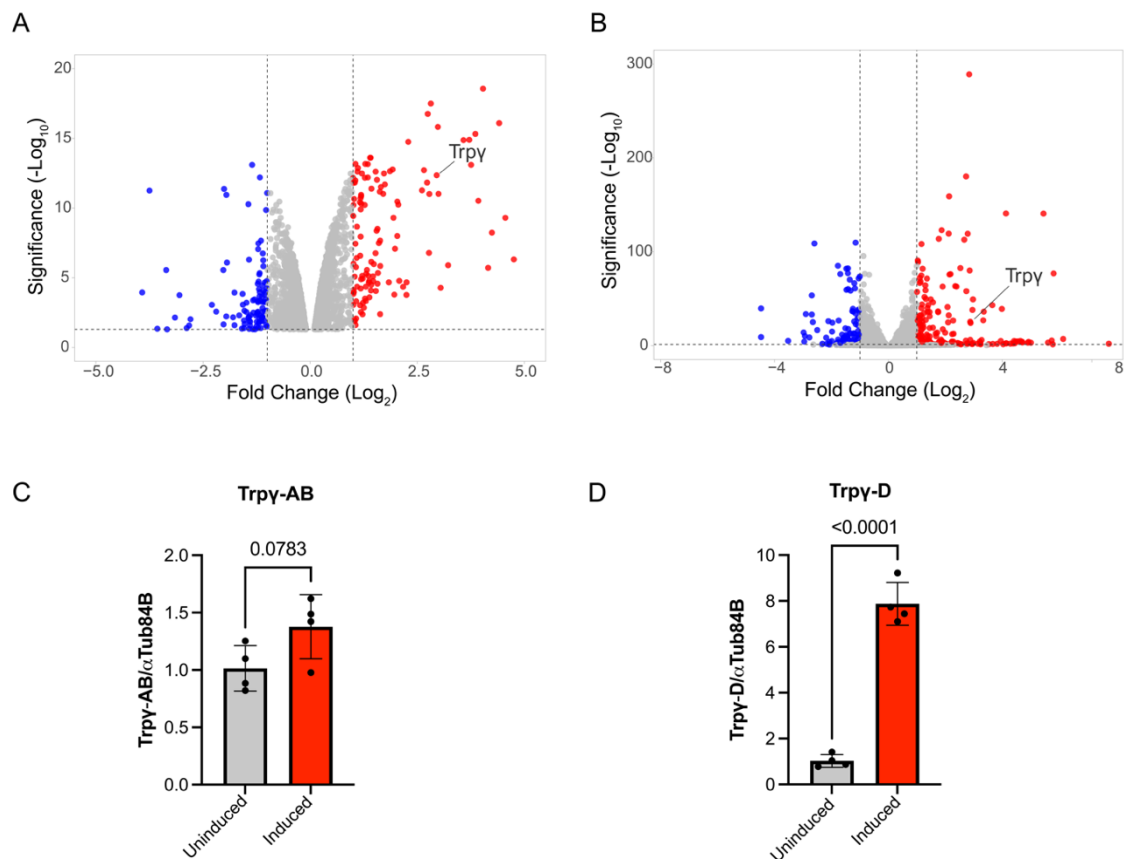 A
Significance (-Log10)
20
15
10
5
0
Trpγ
−5.0
−2.5
0.0
2.5
5.0
Fold Change (Log2)
B
Significance (-Log10)
300
200
100
0
Trpγ
−8
−4
0
4
8
Fold Change (Log2)
C
Trpγ-AB
0.0783
Trpγ-AB/αTub84B
2.0
1.5
1.0
0.5
0.0
Uninduced
Induced
D
Trpγ-D
<0.0001
Trpγ-D/αTub84B
10
8
6
4
2
0
Uninduced
Induced